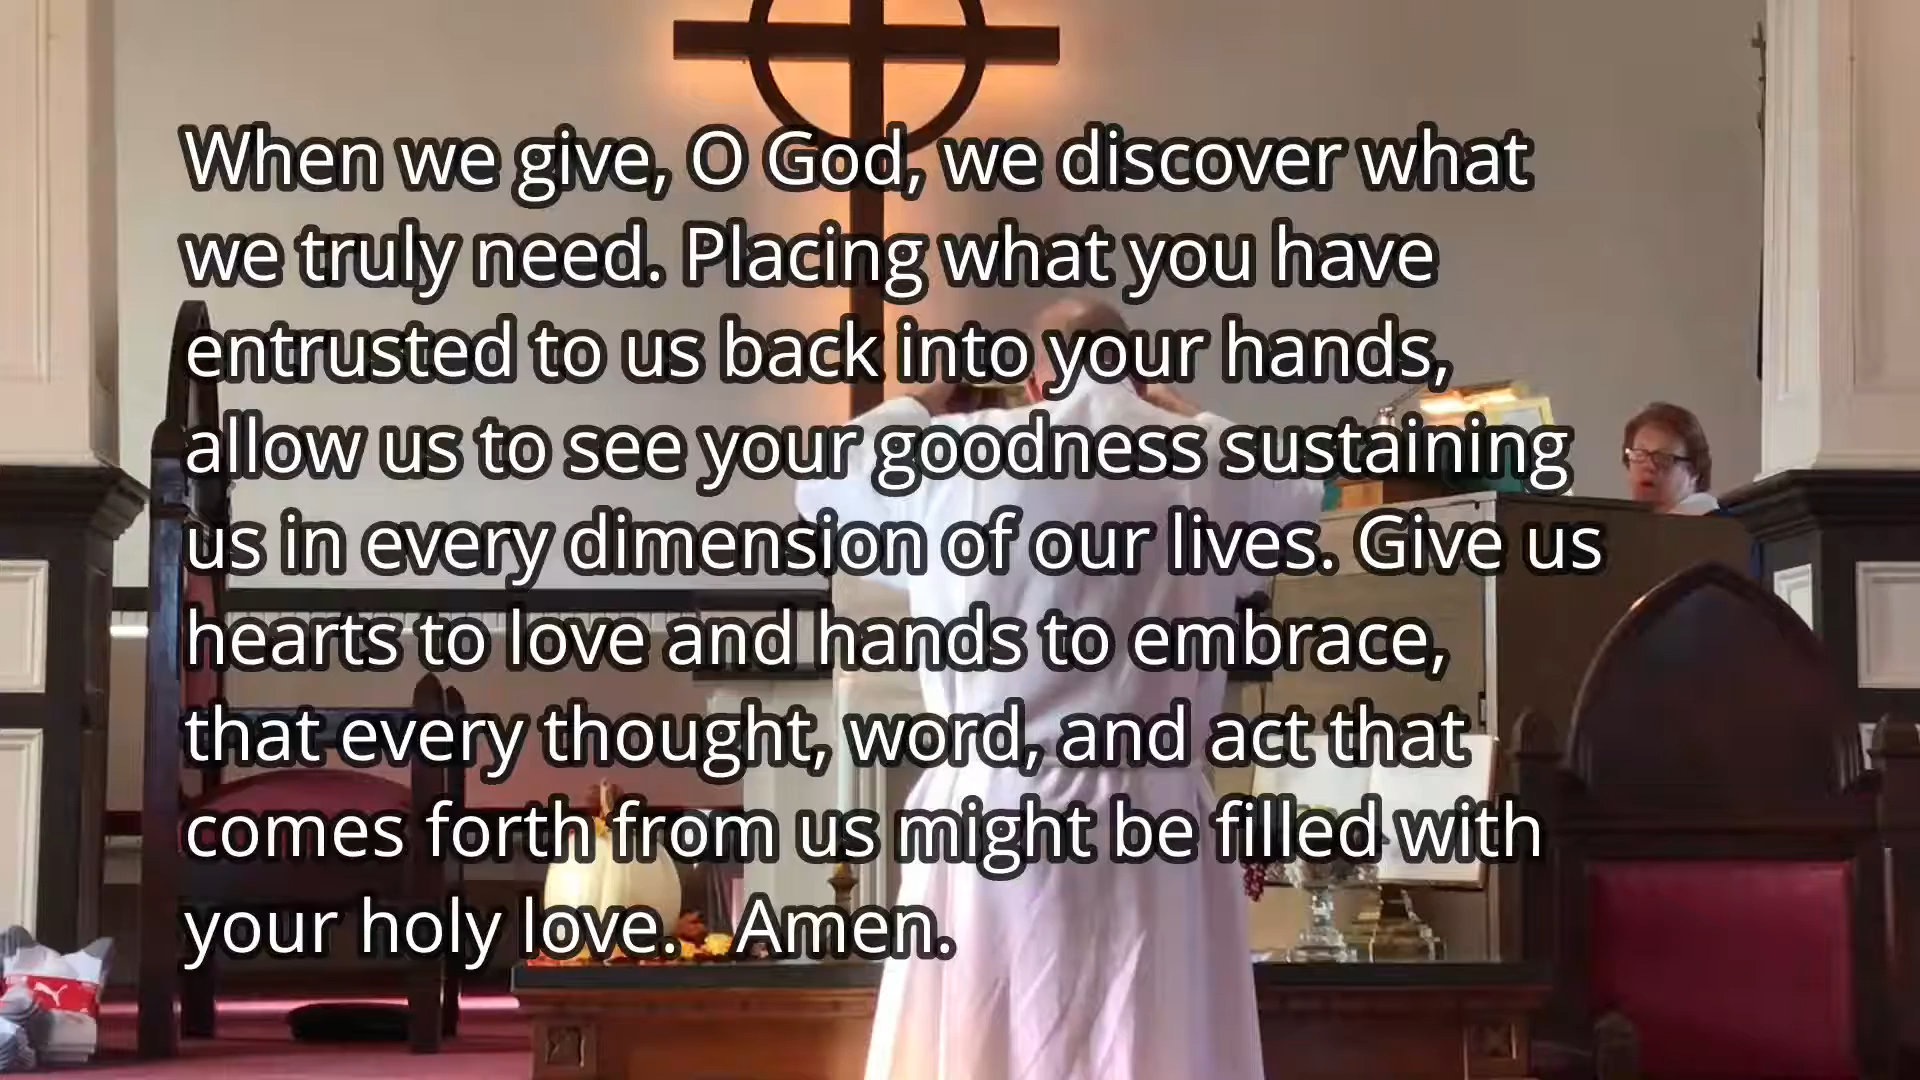 When we give, O God, we discover what
we truly need. Placing what you have
entrusted to us back into your hands,
allow us to see your goodness sustaining
us in every dimension of our lives. Give us
hearts to love and hands to embrace,
that every thought, word, and act that
comes forth from us might be filled with
your holy love.   Amen.